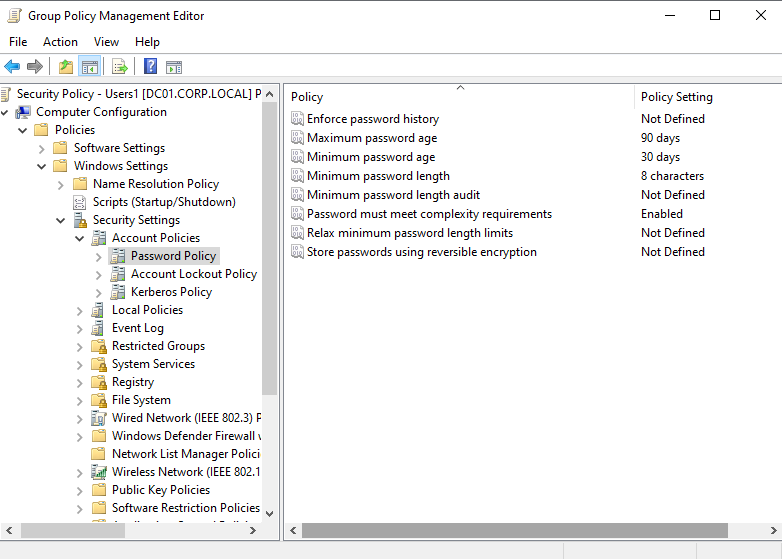 Group Policy Management Editor
File Action View Help
Security Policy - Users1 [DC01.CORP.LOCAL] P
Computer Configuration
Policies
Software Settings
Windows Settings
Name Resolution Policy
Scripts (Startup/Shutdown)
Security Settings
Account Policies
Password Policy
Account Lockout Policy
Kerberos Policy
Local Policies
Event Log
Restricted Groups
System Services
Registry
File System
Wired Network (IEEE 802.3) P
Windows Defender Firewall
Network List Manager Polici
Wireless Network (IEEE 802.1
Public Key Policies
Software Restriction Policies
Policy Policy Setting
Enforce password history Not Defined
Maximum password age 90 days
Minimum password age 30 days
Minimum password length 8 characters
Minimum password length audit Not Defined
Password must meet complexity requirements Enabled
Relax minimum password length limits Not Defined
Store passwords using reversible encryption Not Defined